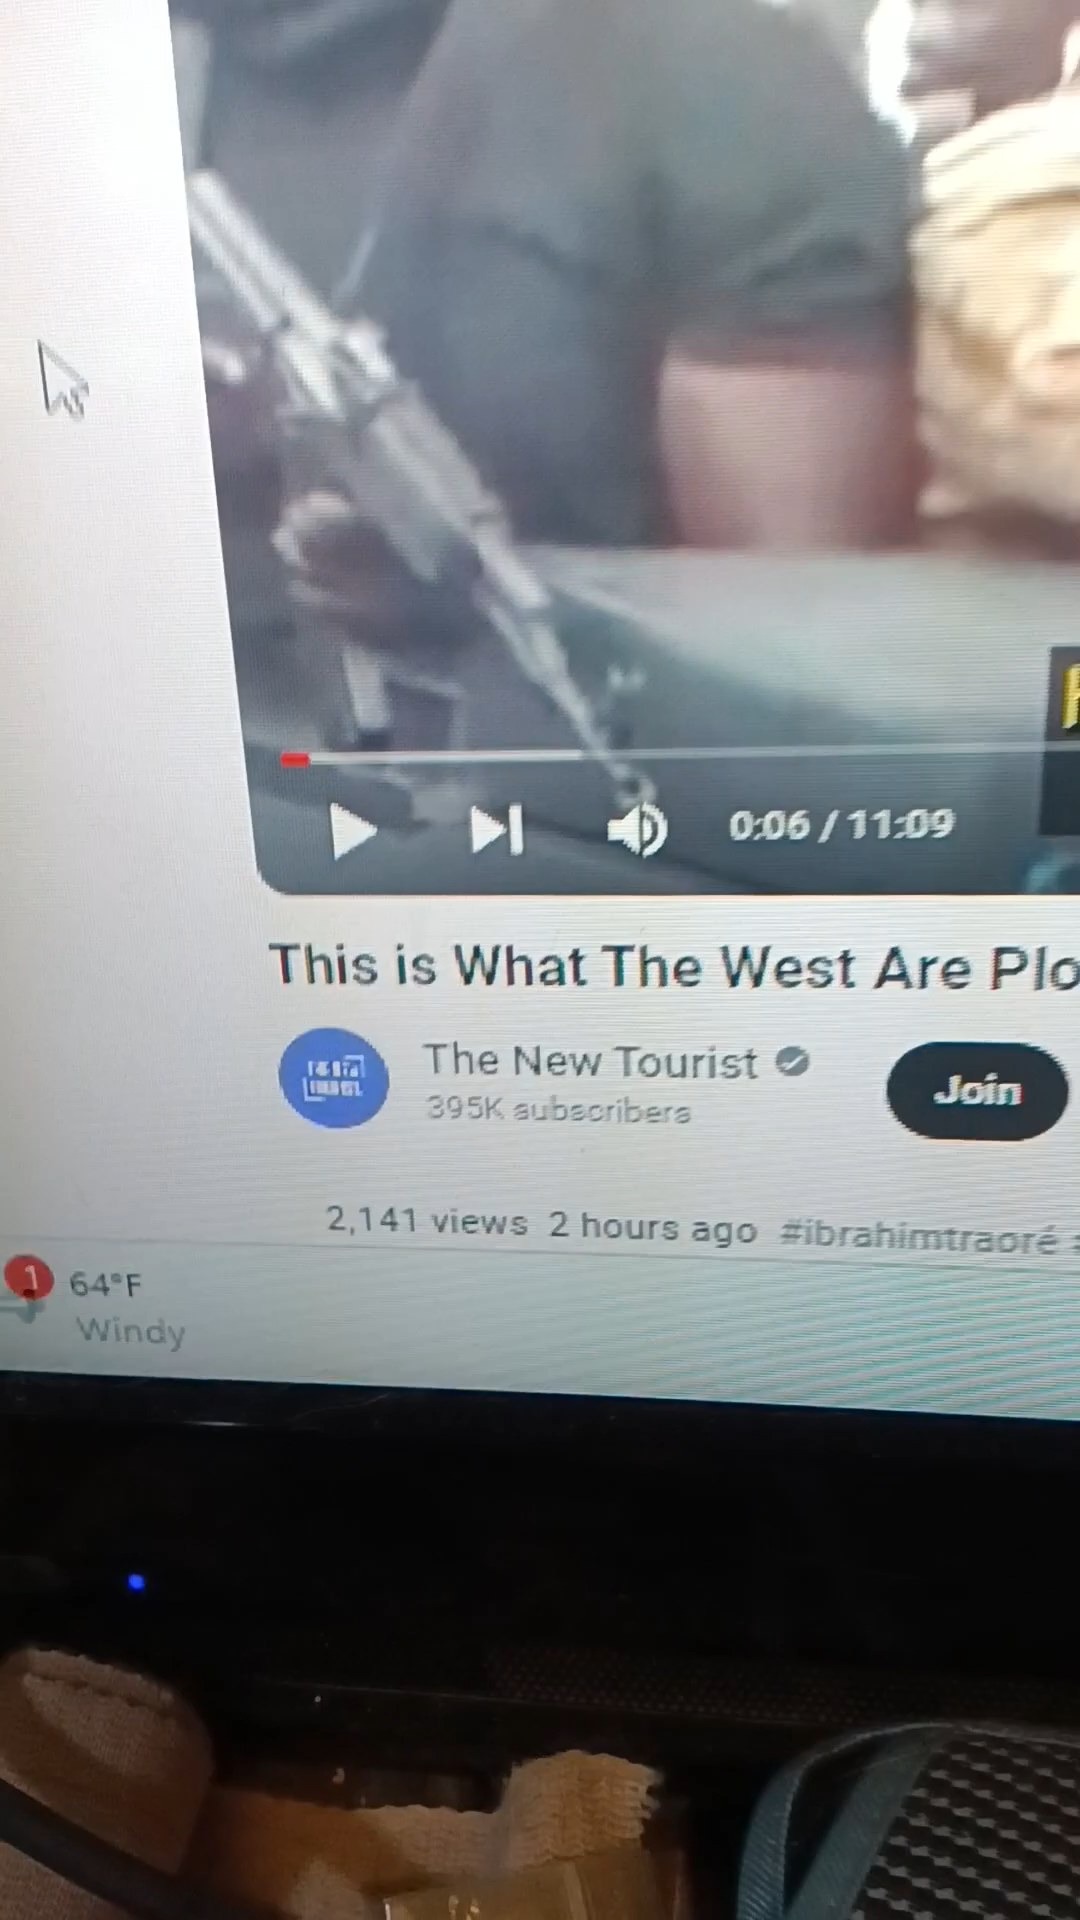 0:06 / 11:09
This is What The West Are Plo
The New Tourist
395K subscribers
Join
2,141 views 2 hours ago #ibrahimtraoré
1
64°F
Windy